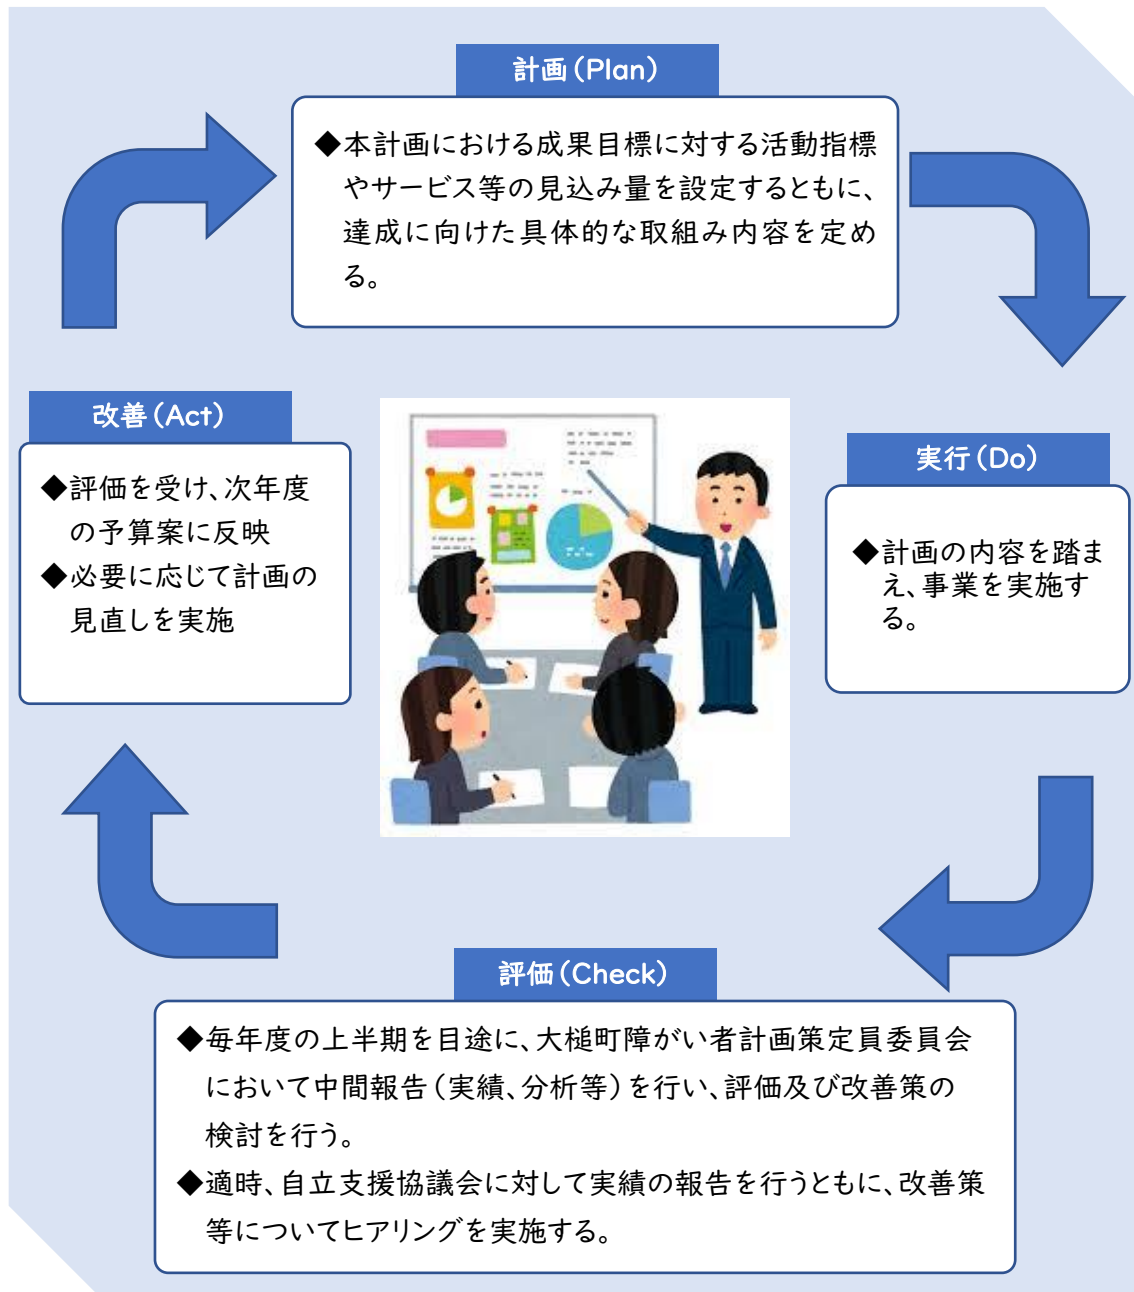 計画(Plan)
◆本計画における成果目標に対する活動指標
やサービス等の見込み量を設定するともに、
達成に向けた具体的な取組み内容を定め
る。
改善(Act)
◆評価を受け、次年度
の予算案に反映
◆必要に応じて計画の
見直しを実施
実行(Do)
◆計画の内容を踏ま
え、事業を実施す
る。
評価(Check)
◆毎年度の上半期を目途に、大槌町障がい者計画策定員委員会
において中間報告(実績、分析等)を行い、評価及び改善策の
検討を行う。
◆適時、自立支援協議会に対して実績の報告を行うともに、改善策
等についてヒアリングを実施する。